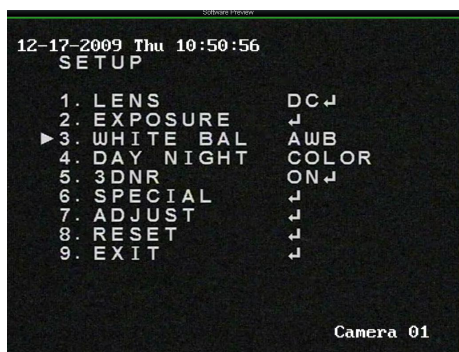 Software Preview
12-17-2009 Thu 10:50:56
SETUP
1. LENS DC↵
2. EXPOSURE ↵
▶3. WHITE BAL AWB
4. DAY NIGHT COLOR
5. 3DNR ON↵
6. SPECIAL ↵
7. ADJUST ↵
8. RESET ↵
9. EXIT ↵
Camera 01